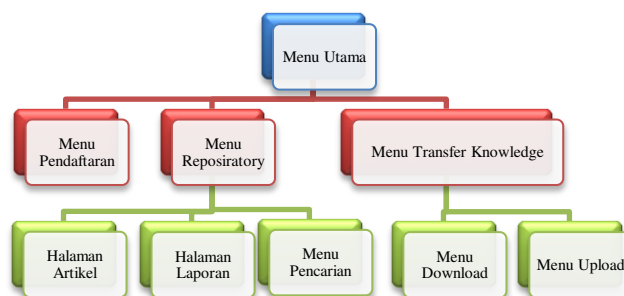 Menu Utama
Menu
Pendaftaran
Menu
Reposiratory
Menu Transfer Knowledge
Halaman
Artikel
Halaman
Laporan
Menu
Pencarian
Menu
Download
Menu Upload